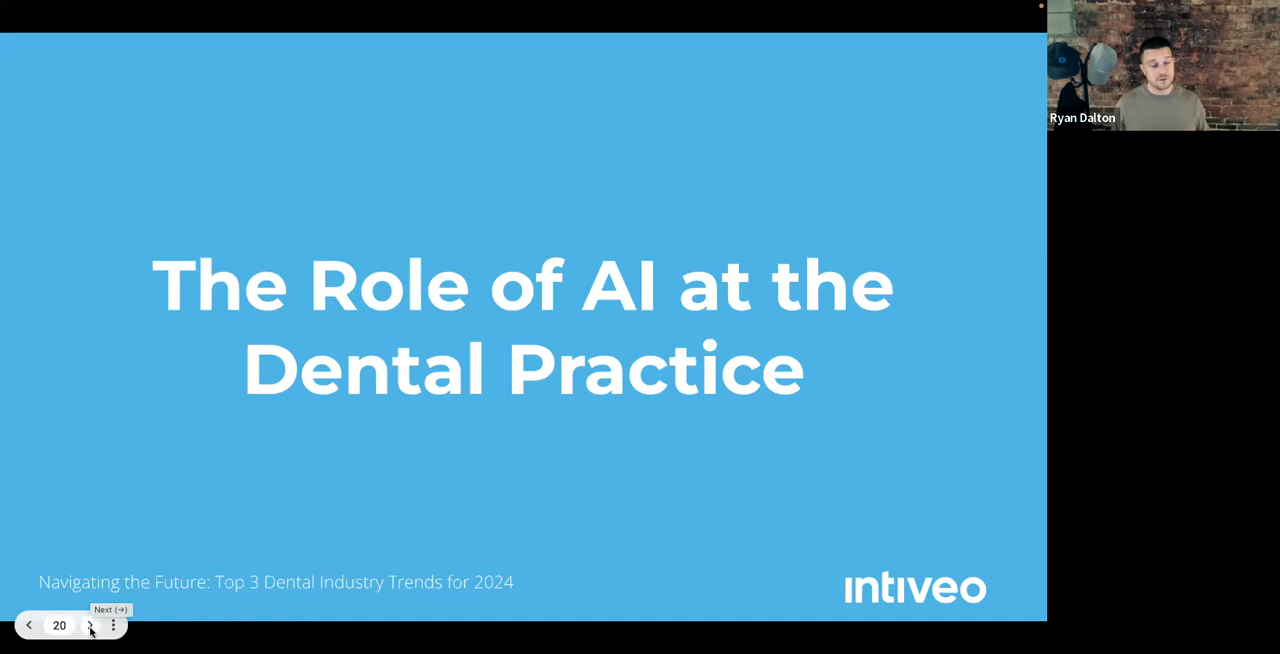 Ryan Dalton
The Role of AI at the
Dental Practice
Navigating the Future: Top 3 Dental Industry Trends for 2024
intiveo
Next (→)
20